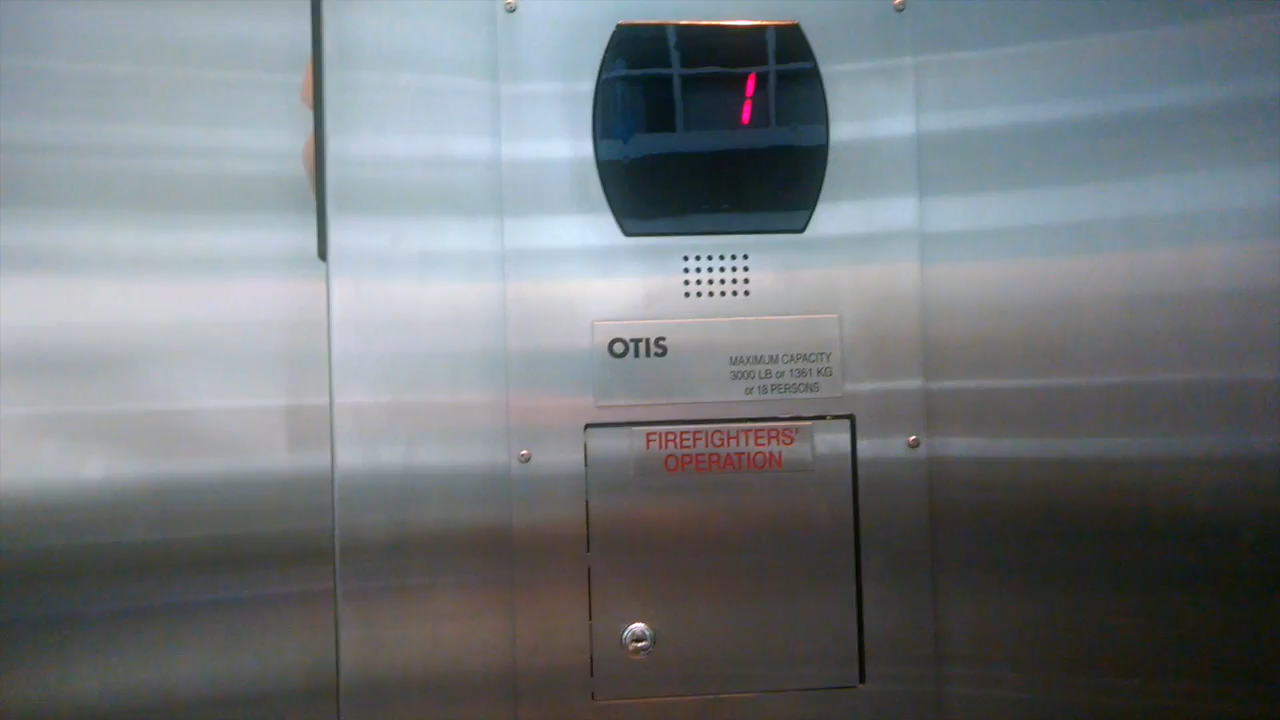 1
OTIS
MAXIMUM CAPACITY
3000 LB or 1361 KG
or 18 PERSONS
FIREFIGHTERS'
OPERATION